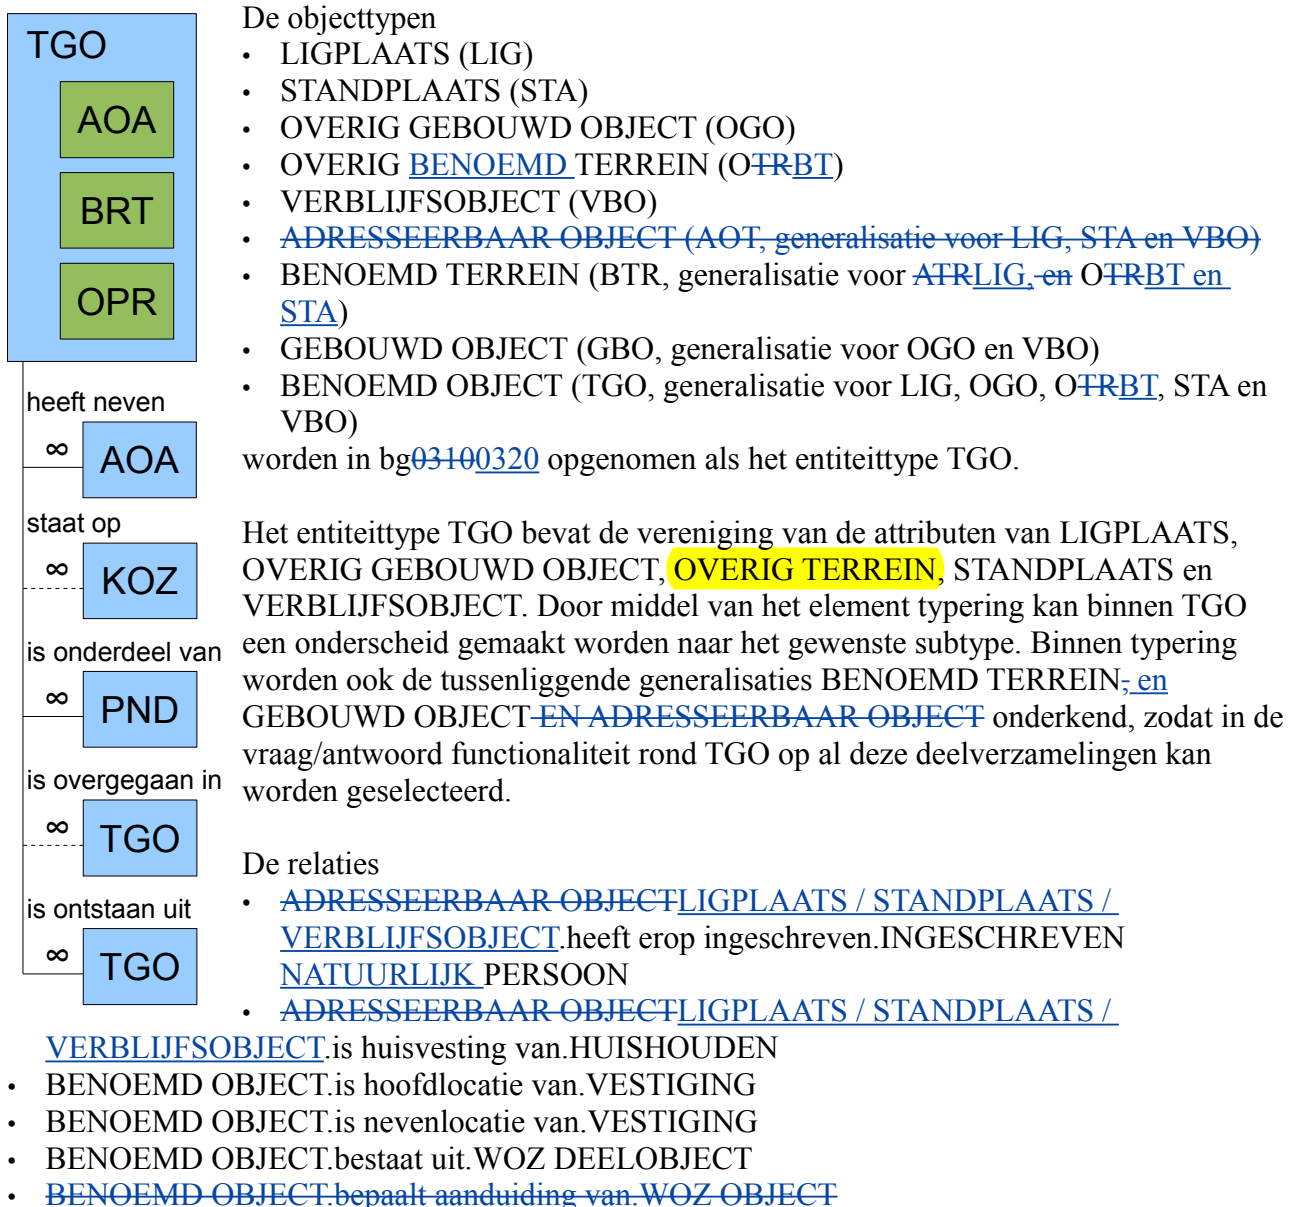 TGO
AOA
BRT
OPR
heeft neven
∞
AOA
staat op
∞
KOZ
is onderdeel van
∞
PND
is overgegaan in
∞
TGO
is ontstaan uit
∞
TGO
De objecttypen
• LIGPLAATS (LIG)
• STANDPLAATS (STA)
• OVERIG GEBOUWD OBJECT (OGO)
• OVERIG BENOEMD TERREIN (OTRBT)
• VERBLIJFSOBJECT (VBO)
• ADRESSEERBAAR OBJECT (AOT, generalisatie voor LIG, STA en VBO)
• BENOEMD TERREIN (BTR, generalisatie voor ATRLIG, en OTRBT en
STA)
• GEBOUWD OBJECT (GBO, generalisatie voor OGO en VBO)
• BENOEMD OBJECT (TGO, generalisatie voor LIG, OGO, OTRBT, STA en
VBO)
worden in bg03100320 opgenomen als het entiteittype TGO.
Het entiteittype TGO bevat de vereniging van de attributen van LIGPLAATS,
OVERIG GEBOUWD OBJECT, OVERIG TERREIN, STANDPLAATS en
VERBLIJFSOBJECT. Door middel van het element typering kan binnen TGO
een onderscheid gemaakt worden naar het gewenste subtype. Binnen typering
worden ook de tussenliggende generalisaties BENOEMD TERREIN, en
GEBOUWD OBJECT EN ADRESSEERBAAR OBJECT onderkend, zodat in de
vraag/antwoord functionaliteit rond TGO op al deze deelverzamelingen kan
worden geselecteerd.
De relaties
• ADRESSEERBAAR OBJECTLIGPLAATS / STANDPLAATS /
VERBLIJFSOBJECT.heeft erop ingeschreven.INGESCHREVEN
NATUURLIJK PERSOON
• ADRESSEERBAAR OBJECTLIGPLAATS / STANDPLAATS /
VERBLIJFSOBJECT.is huisvesting van.HUISHOUDEN
• BENOEMD OBJECT.is hoofdlocatie van.VESTIGING
• BENOEMD OBJECT.is nevenlocatie van.VESTIGING
• BENOEMD OBJECT.bestaat uit.WOZ DEELOBJECT
• BENOEMD OBJECT.bepaalt aanduiding van.WOZ OBJECT